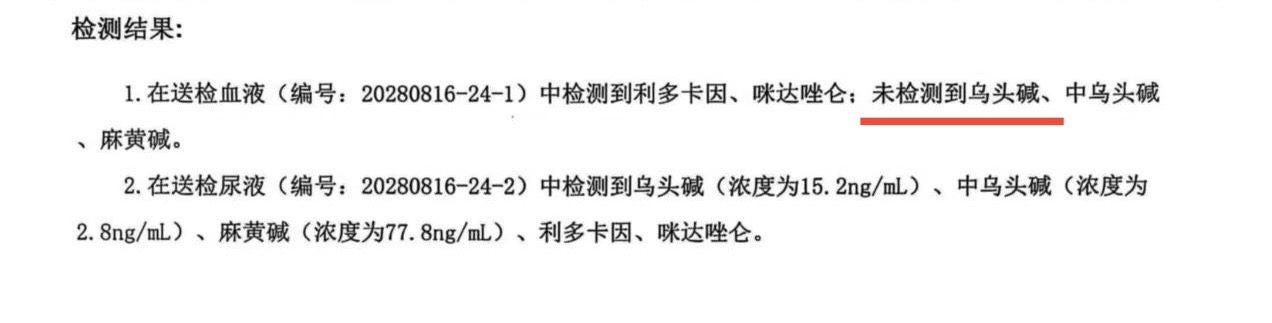 检测结果:
1.在送检血液（编号：20280816-24-1）中检测到利多卡因、咪达唑仑；未检测到乌头碱、中乌头碱
、麻黄碱。
2.在送检尿液（编号：20280816-24-2）中检测到乌头碱（浓度为15.2ng/mL）、中乌头碱（浓度为
2.8ng/mL）、麻黄碱（浓度为77.8ng/mL）、利多卡因、咪达唑仑。